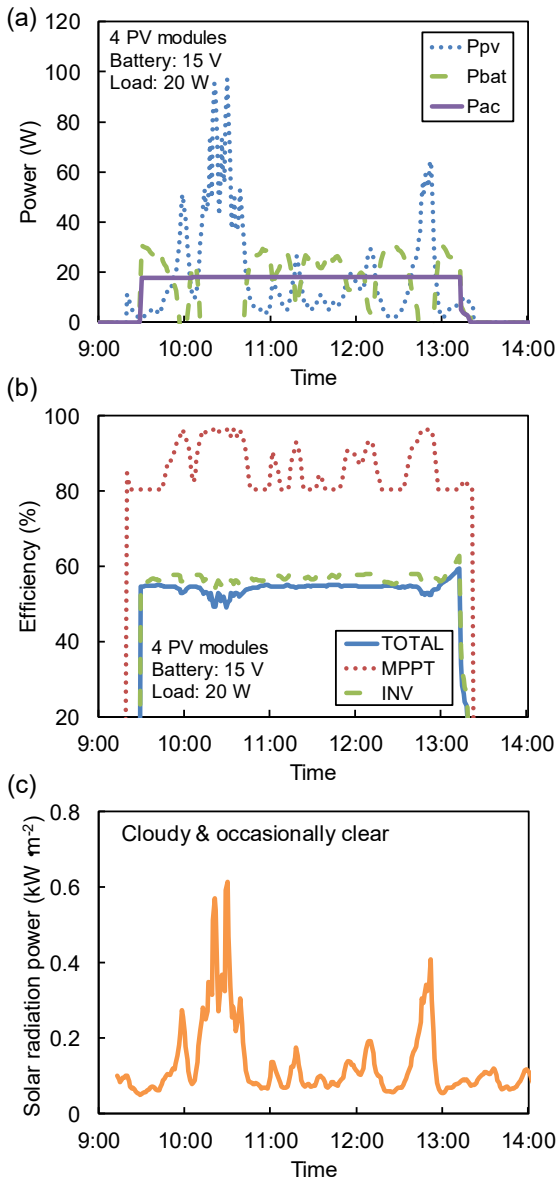 (a)
4 PV modules
Battery: 15 V
Load: 20 W
Ppv
Pbat
Pac
Power (W)
120
100
80
60
40
20
0
9:00 10:00 11:00 12:00 13:00 14:00
Time
(b)
Efficiency (%)
100
80
60
40
20
4 PV modules
Battery: 15 V
Load: 20 W
TOTAL
MPPT
INV
9:00 10:00 11:00 12:00 13:00 14:00
Time
(c)
Solar radiation power (kW·m-2)
Cloudy & occasionally clear
0.8
0.6
0.4
0.2
0
9:00 10:00 11:00 12:00 13:00 14:00
Time